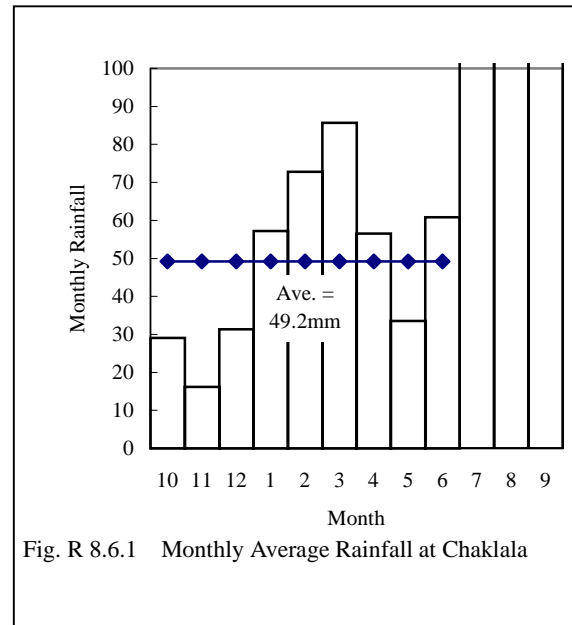 100
90
80
70
60
50
40
30
20
10
0
Monthly Rainfall
Ave. =
49.2mm
10 11 12 1 2 3 4 5 6 7 8 9
Month
Fig. R 8.6.1 Monthly Average Rainfall at Chaklala